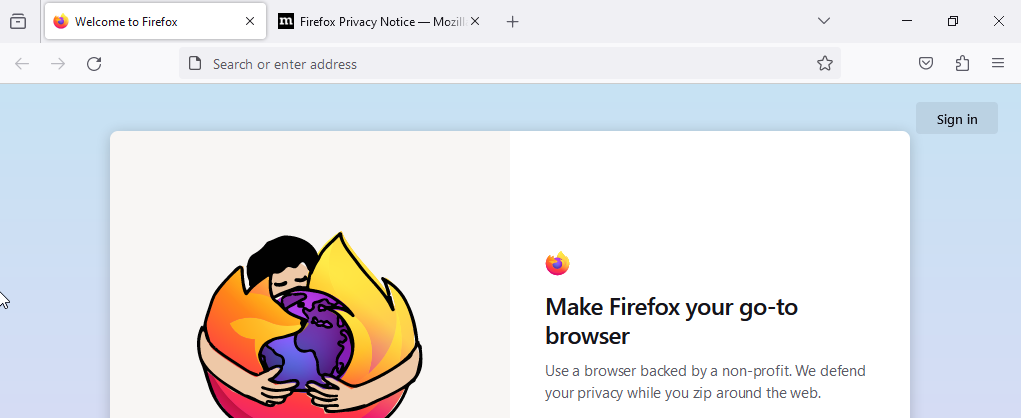 Welcome to Firefox
Firefox Privacy Notice — Mozill
Search or enter address
Sign in
Make Firefox your go-to
browser
Use a browser backed by a non-profit. We defend
your privacy while you zip around the web.